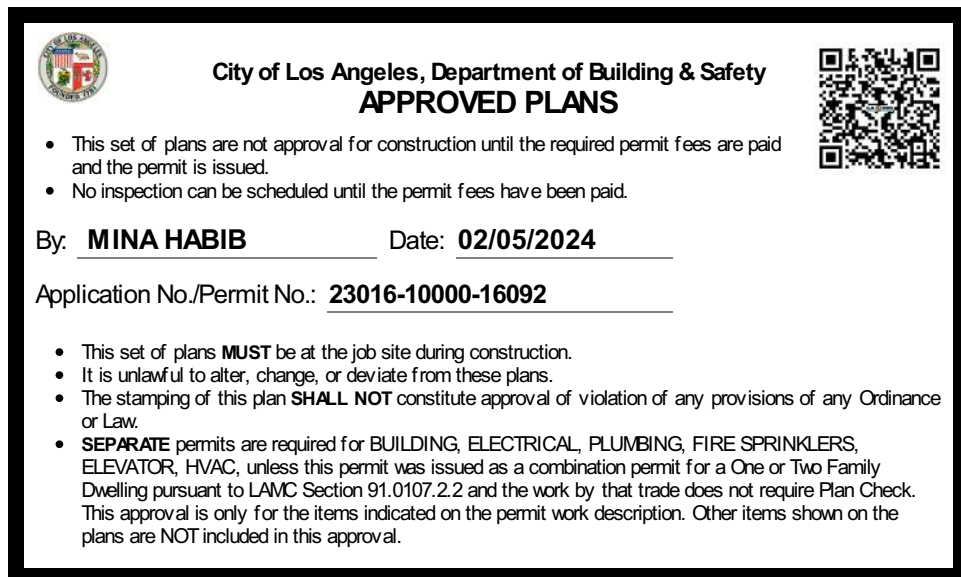 City of Los Angeles, Department of Building & Safety
APPROVED PLANS
• This set of plans are not approval for construction until the required permit fees are paid
and the permit is issued.
• No inspection can be scheduled until the permit fees have been paid.
By: MINA HABIB Date: 02/05/2024
Application No./Permit No.: 23016-10000-16092
• This set of plans MUST be at the job site during construction.
• It is unlawful to alter, change, or deviate from these plans.
• The stamping of this plan SHALL NOT constitute approval of violation of any provisions of any Ordinance
or Law.
• SEPARATE permits are required for BUILDING, ELECTRICAL, PLUMBING, FIRE SPRINKLERS,
ELEVATOR, HVAC, unless this permit was issued as a combination permit for a One or Two Family
Dwelling pursuant to LAMC Section 91.0107.2.2 and the work by that trade does not require Plan Check.
This approval is only for the items indicated on the permit work description. Other items shown on the
plans are NOT included in this approval.